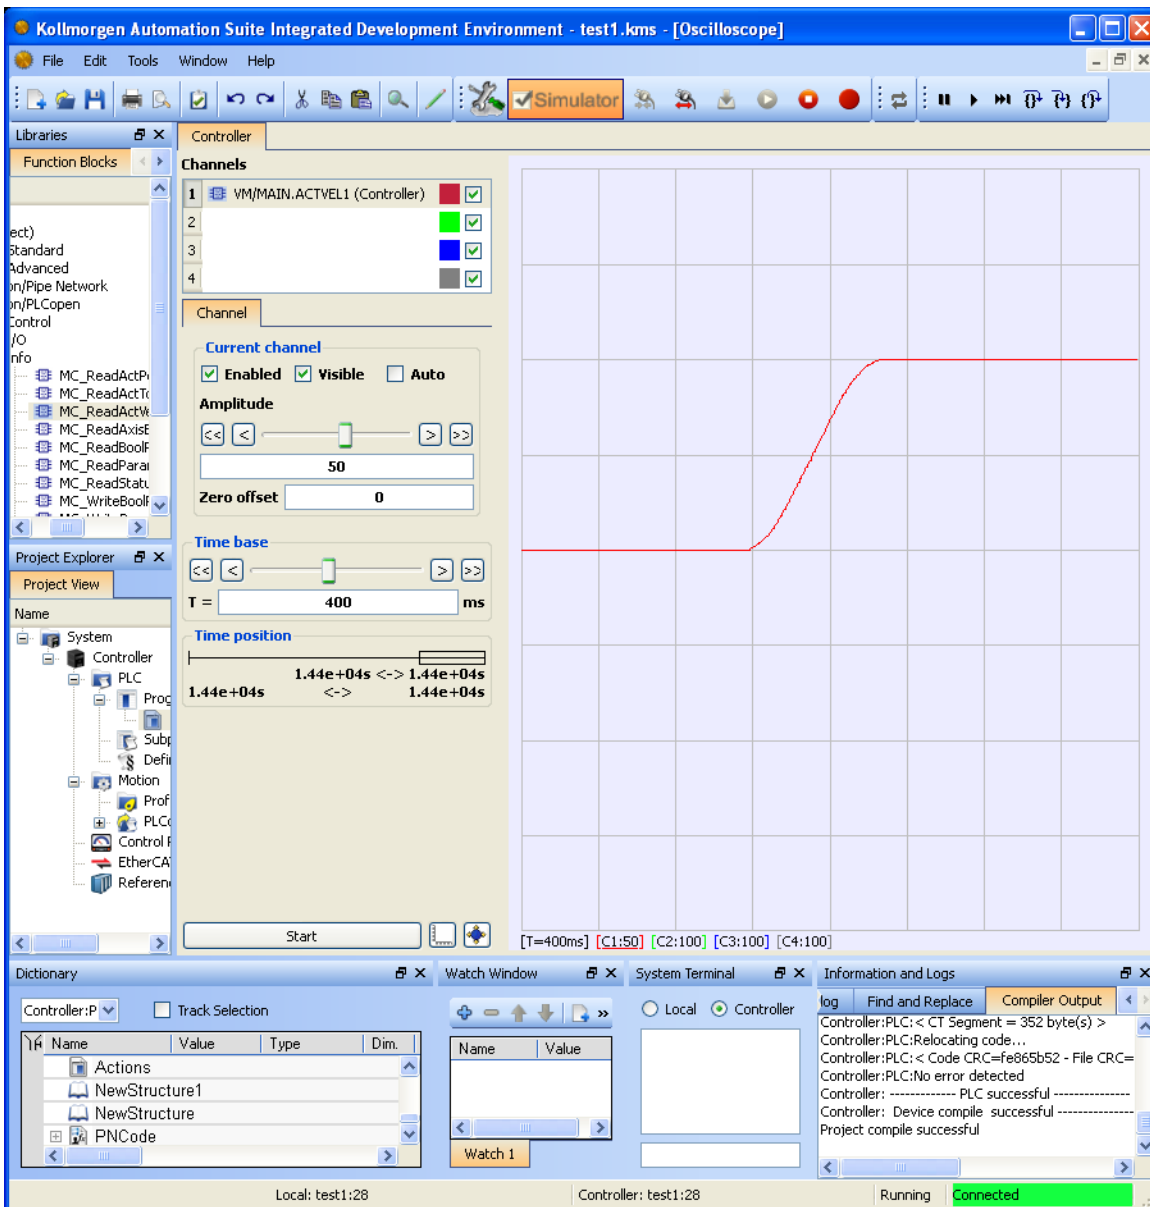 Kollmorgen Automation Suite Integrated Development Environment - test1.kms - [Oscilloscope]
File Edit Tools Window Help
Simulator
Libraries
Function Blocks
ect)
Standard
Advanced
on/Pipe Network
on/PLCopen
Control
/O
nfo
MC_ReadActP
MC_ReadActTo
MC_ReadActVe
MC_ReadAxisE
MC_ReadBoolF
MC_ReadParar
MC_ReadStatu
MC_WriteBoolF
Project Explorer
Project View
Name
System
Controller
PLC
Prog
Subp
Defin
Motion
Prof
PLCo
Control P
EtherCA
Referen
Controller
Channels
1 VM/MAIN.ACTVEL1 (Controller)
2
3
4
Channel
Current channel
Enabled Visible Auto
Amplitude
<< < > >>
50
Zero offset 0
Time base
<< < > >>
T = 400 ms
Time position
1.44e+04s <-> 1.44e+04s
1.44e+04s <-> 1.44e+04s
Start
[T=400ms] [C1:50] [C2:100] [C3:100] [C4:100]
Dictionary
Controller:P Track Selection
Name Value Type Dim.
Actions
NewStructure1
NewStructure
PNCode
Watch Window
»
Name Value
Watch 1
System Terminal
Local Controller
Information and Logs
log Find and Replace Compiler Output
Controller:PLC:< CT Segment = 352 byte(s) >
Controller:PLC:Relocating code...
Controller:PLC:< Code CRC=fe865b52 - File CRC=
Controller:PLC:No error detected
Controller: ------------- PLC successful ---------------
Controller: Device compile successful ---------------
Project compile successful
Local: test1:28 Controller: test1:28 Running Connected